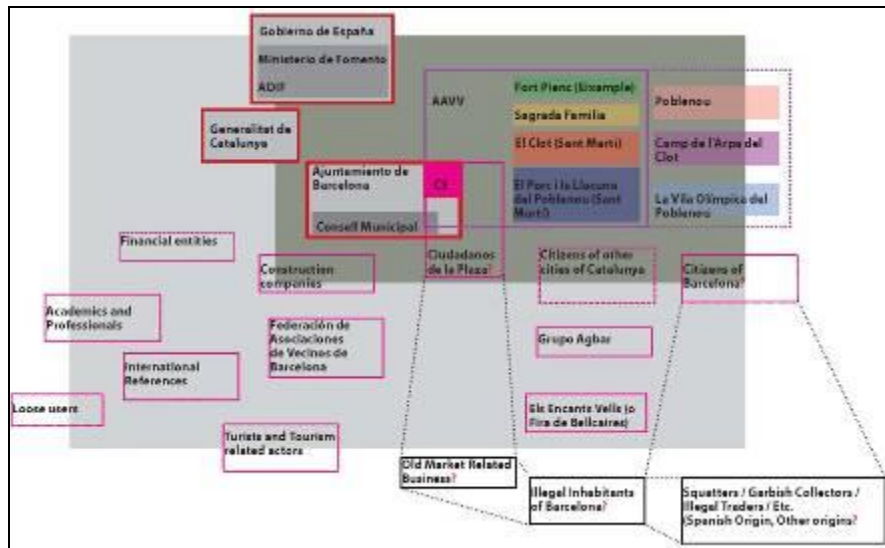 Gobierno de España
Ministerio de Fomento
ADIF
Generalitat de
Catalunya
Ajuntamiento de
Barcelona
Consell Municipal
CE
AAVV
Fort Pienc (Eixample)
Sagrada Familia
El Clot (Sant Marti)
El Parc i la Llacuna
del Poblenou (Sant
Marti)
Poblenou
Camp de l'Arpa del
Clot
La Vila Olimpica del
Poblenou
Financial entities
Construction
companies
Ciudadanos
de la Plaza?
Citizens of other
cities of Catalunya
Citizens of
Barcelona?
Academics and
Professionals
Federación de
Asociaciones
de Vecinos de
Barcelona
Grupo Agbar
International
References
Loose users
Els Encants Vells (o
Fira de Bellcaires)
Turists and Tourism
related actors
Old Market Related
Business?
Illegal Inhabitants
of Barcelona?
Squatters / Garbish Collectors /
Illegal Traders / Etc.
(Spanish Origin, Other origins?